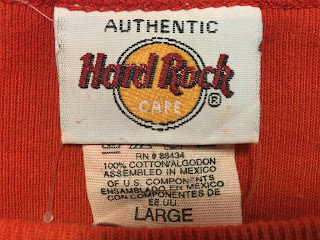 AUTHENTIC
Hard Rock
CAFE
®
RN # 88434
100% COTTON/ALGODON
ASSEMBLED IN MEXICO
OF U.S. COMPONENTS
ENSAMBLADO EN MEXICO
CON COMPONENTES DE
EE.UU.
LARGE